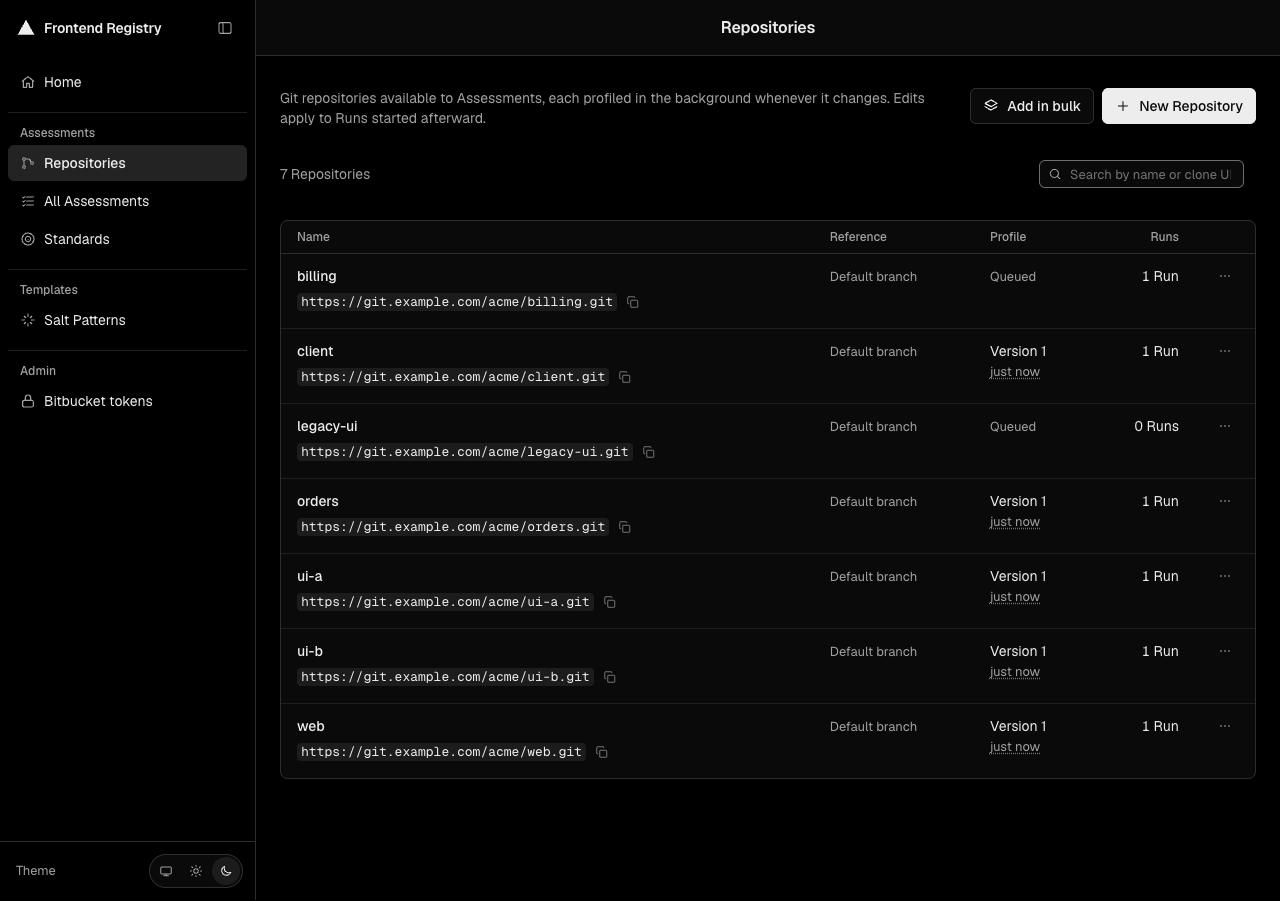 Frontend Registry
Home
Assessments
Repositories
All Assessments
Standards
Templates
Salt Patterns
Admin
Bitbucket tokens
Theme
Repositories
Git repositories available to Assessments, each profiled in the background whenever it changes. Edits
apply to Runs started afterward.
Add in bulk
New Repository
7 Repositories
Search by name or clone U
Name Reference Profile Runs
billing Default branch Queued 1 Run
https://git.example.com/acme/billing.git
client Default branch Version 1 1 Run
https://git.example.com/acme/client.git just now
legacy-ui Default branch Queued 0 Runs
https://git.example.com/acme/legacy-ui.git
orders Default branch Version 1 1 Run
https://git.example.com/acme/orders.git just now
ui-a Default branch Version 1 1 Run
https://git.example.com/acme/ui-a.git just now
ui-b Default branch Version 1 1 Run
https://git.example.com/acme/ui-b.git just now
web Default branch Version 1 1 Run
https://git.example.com/acme/web.git just now